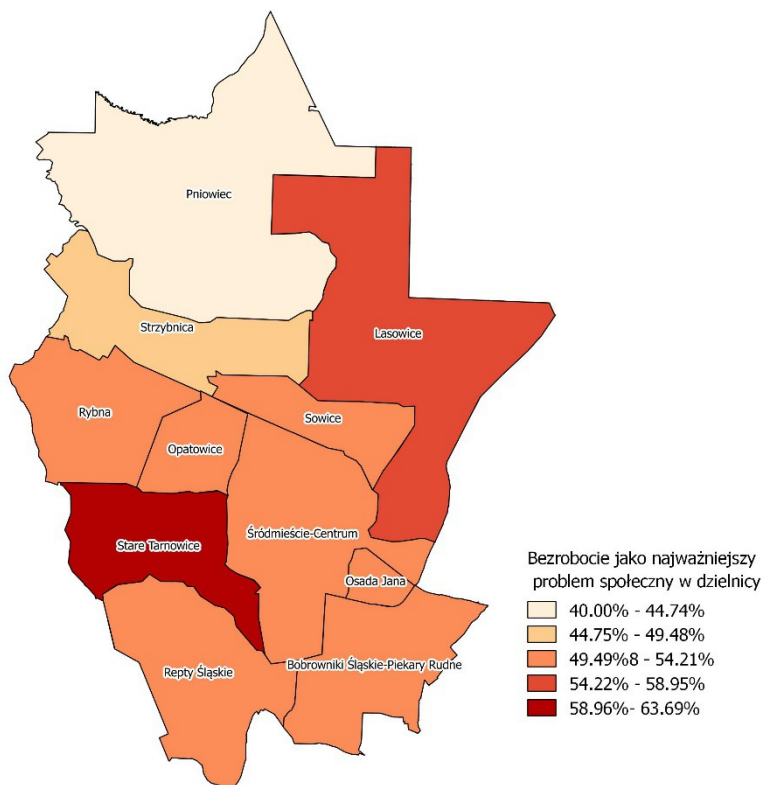 Pniowiec
Strzybnica
Lasowice
Rybna
Sowice
Opatowice
Stare Tarnowice
Śródmieście-Centrum
Osada Jana
Repty Śląskie
Bobrowniki Śląskie-Piekary Rudne
Bezrobocie jako najważniejszy
problem społeczny w dzielnicy
40.00% - 44.74%
44.75% - 49.48%
49.49%8 - 54.21%
54.22% - 58.95%
58.96%- 63.69%